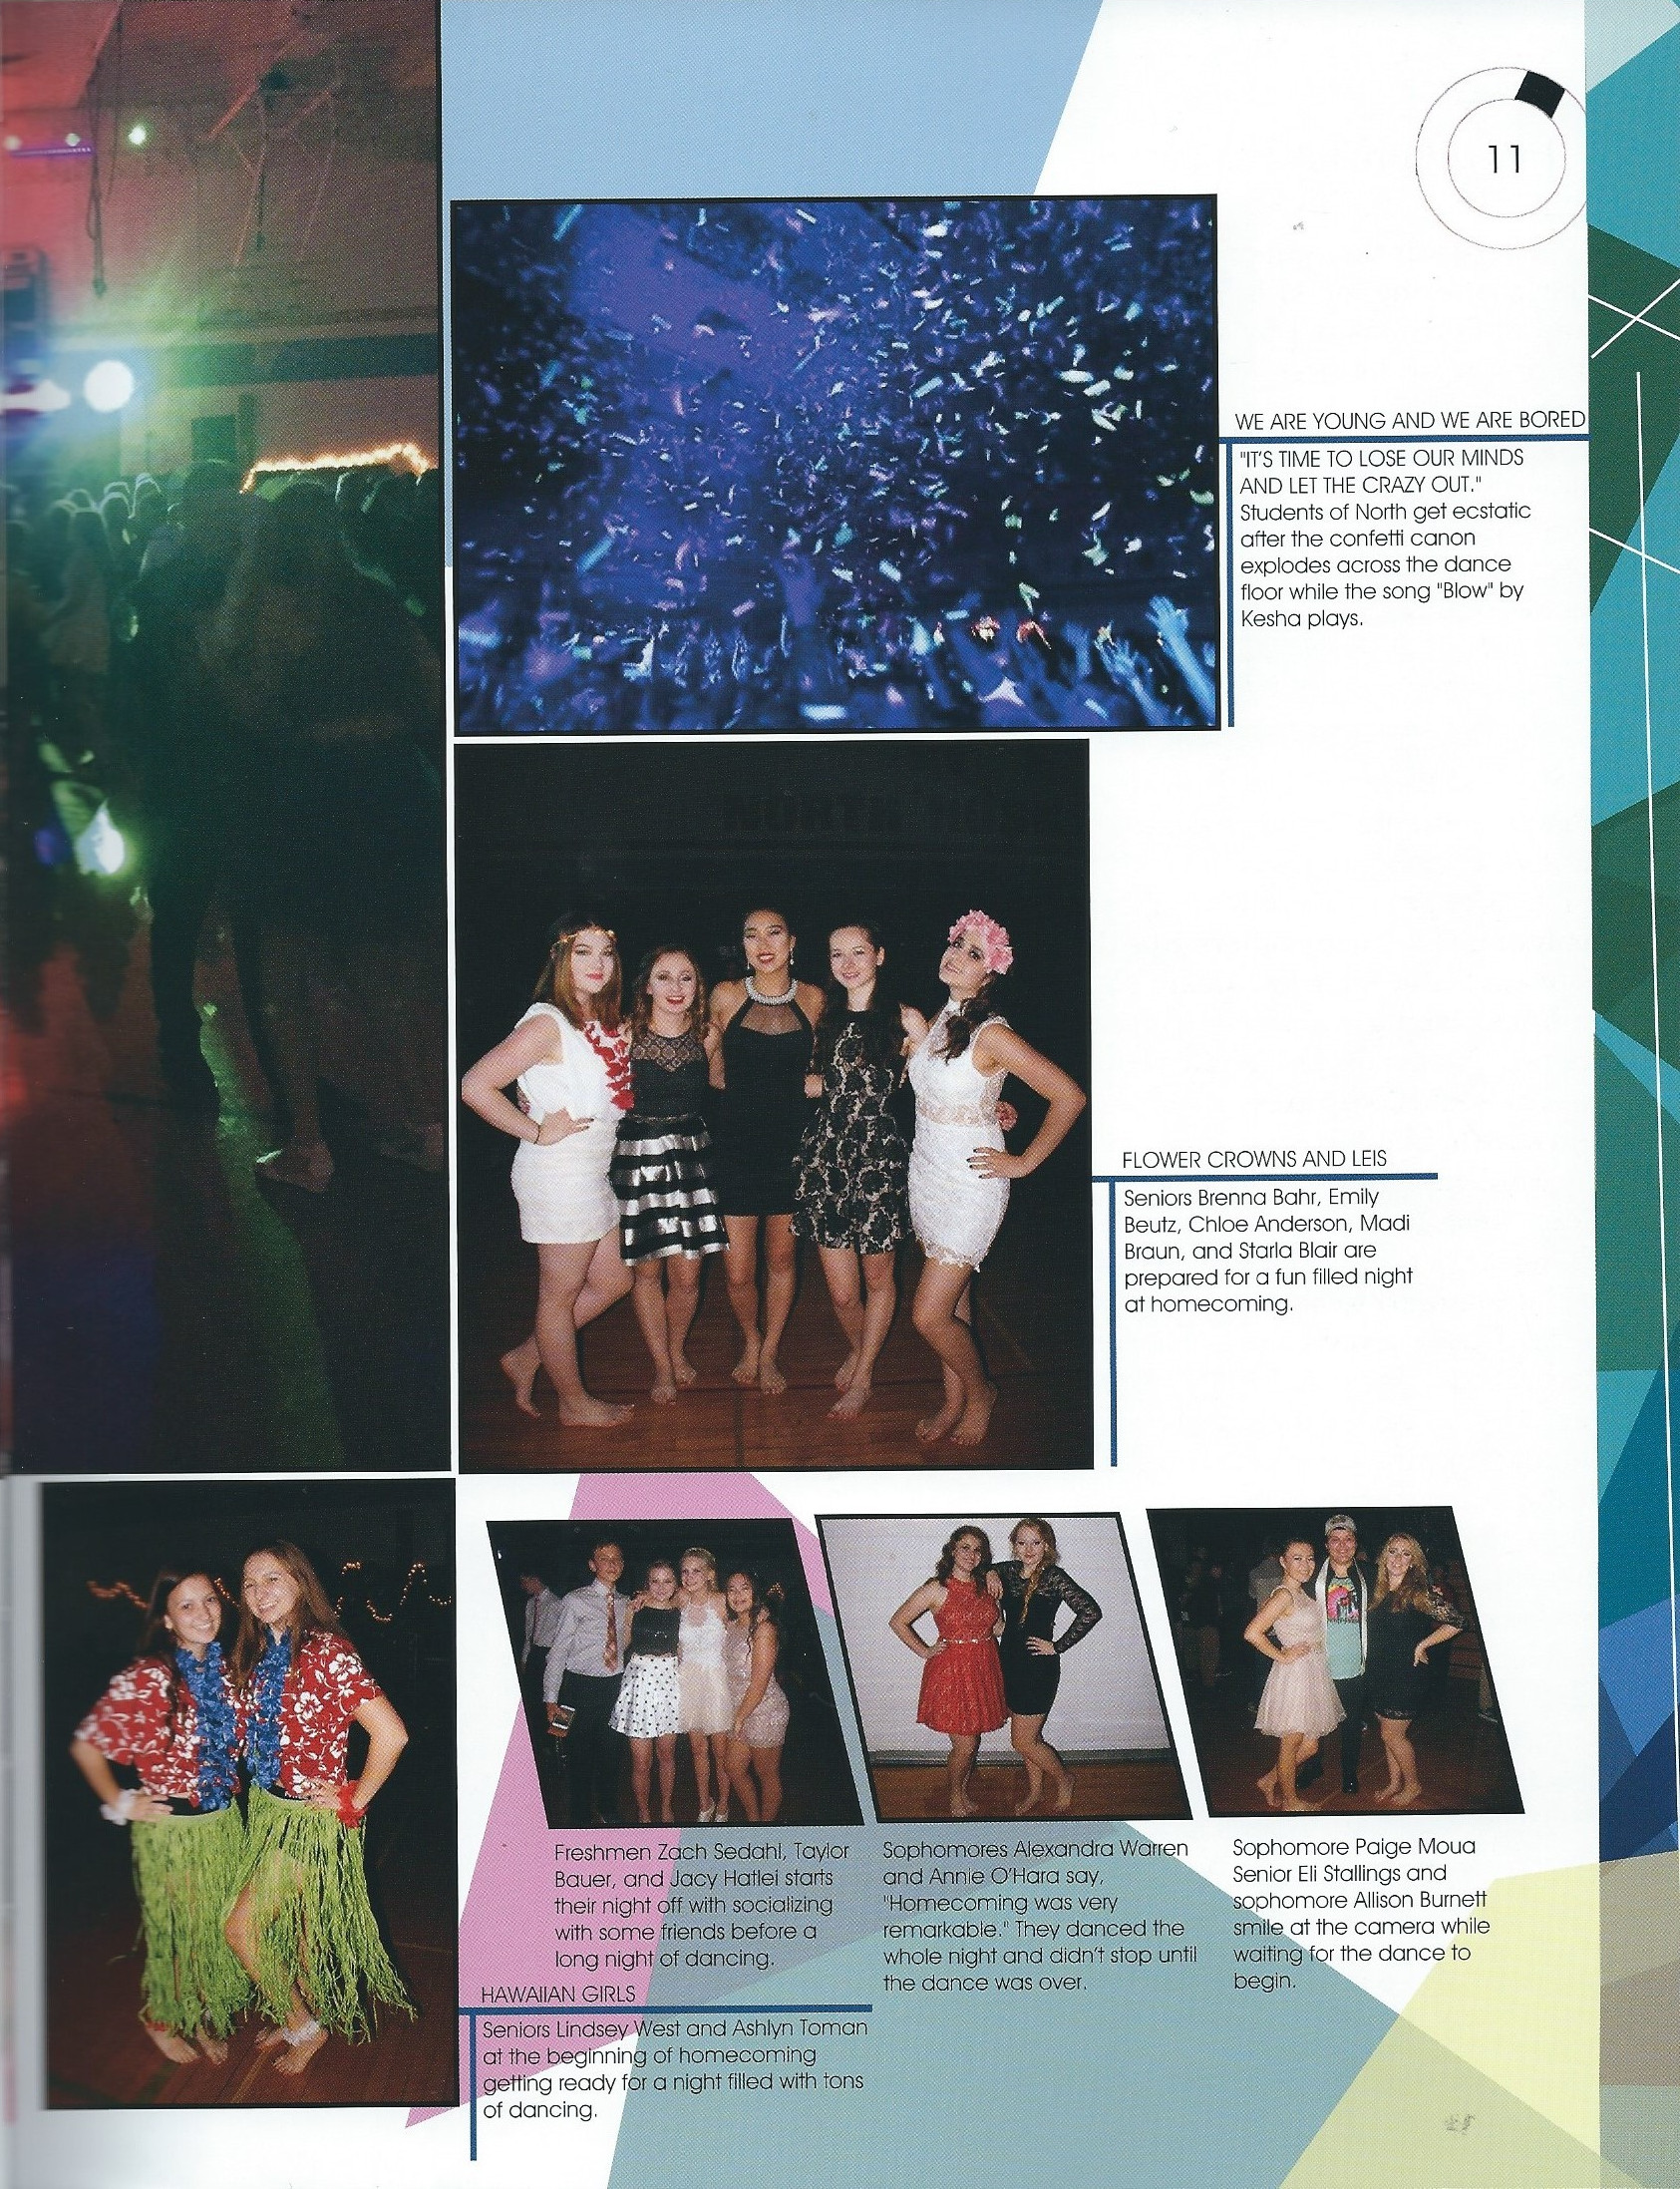 11
WE ARE YOUNG AND WE ARE BORED
"IT'S TIME TO LOSE OUR MINDS
AND LET THE CRAZY OUT."
Students of North get ecstatic
after the confetti canon
explodes across the dance
floor while the song "Blow" by
Kesha plays.
NORTH
FLOWER CROWNS AND LEIS
Seniors Brenna Bahr, Emily
Beutz, Chloe Anderson, Madi
Braun, and Starla Blair are
prepared for a fun filled night
at homecoming.
Freshmen Zach Sedahl, Taylor
Bauer, and Jacy Hatlei starts
their night off with socializing
with some friends before a
long night of dancing.
Sophomores Alexandra Warren
and Annie O'Hara say,
"Homecoming was very
remarkable." They danced the
whole night and didn't stop until
the dance was over.
Sophomore Paige Moua
Senior Eli Stallings and
sophomore Allison Burnett
smile at the camera while
waiting for the dance to
begin.
HAWAIIAN GIRLS
Seniors Lindsey West and Ashlyn Toman
at the beginning of homecoming
getting ready for a night filled with tons
of dancing.